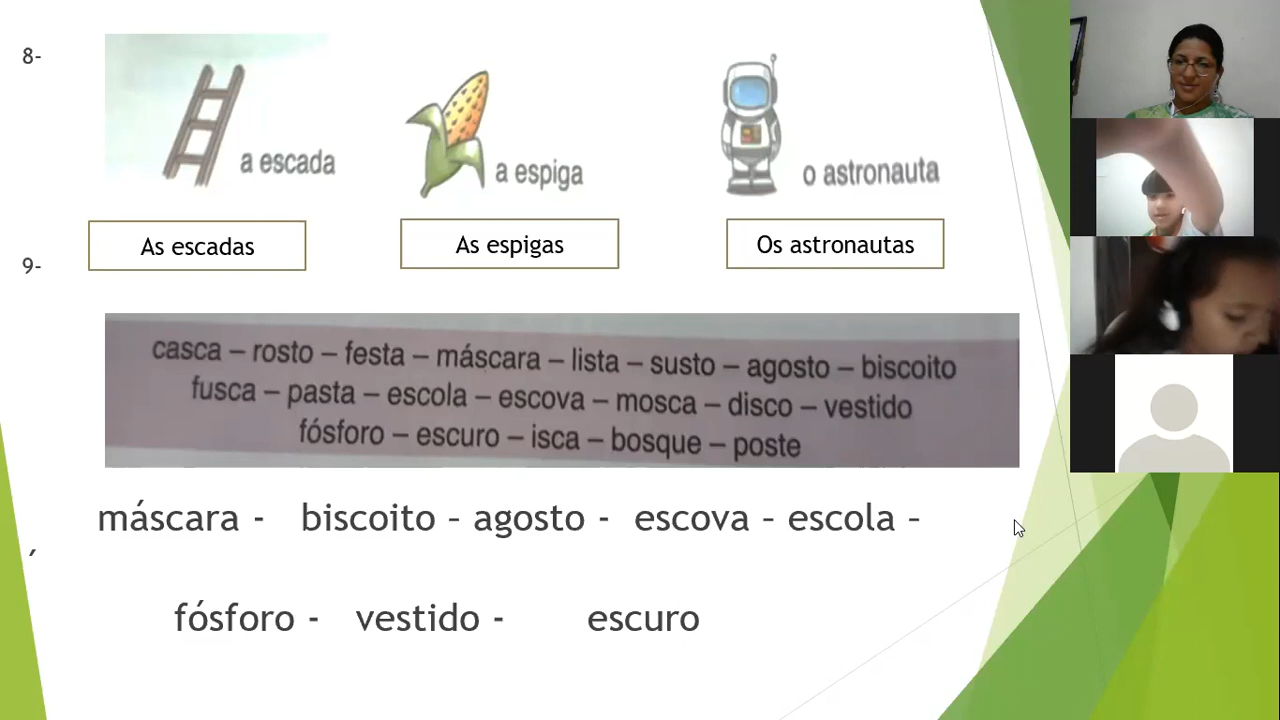 8-
a escada
a espiga
o astronauta
As escadas
As espigas
Os astronautas
9-
casca – rosto – festa – máscara – lista – susto – agosto – biscoito
fusca – pasta – escola – escova – mosca – disco – vestido
fósforo – escuro – isca – bosque – poste
máscara - biscoito – agosto - escova – escola –
´
fósforo - vestido - escuro